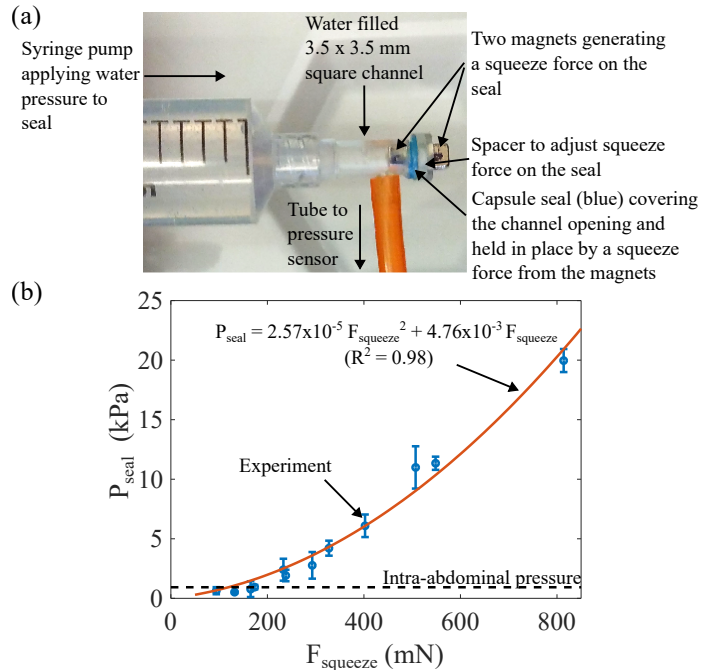 (a)
Syringe pump
applying water
pressure to
seal
Water filled
3.5 x 3.5 mm
square channel
Two magnets generating
a squeeze force on the
seal
Spacer to adjust squeeze
force on the seal
Capsule seal (blue) covering
the channel opening and
held in place by a squeeze
force from the magnets
Tube to
pressure
sensor
(b)
P_seal = 2.57x10^-5 F_squeeze^2 + 4.76x10^-3 F_squeeze
(R^2 = 0.98)
Experiment
Intra-abdominal pressure
P_seal (kPa)
25
20
15
10
5
0
0 200 400 600 800
F_squeeze (mN)